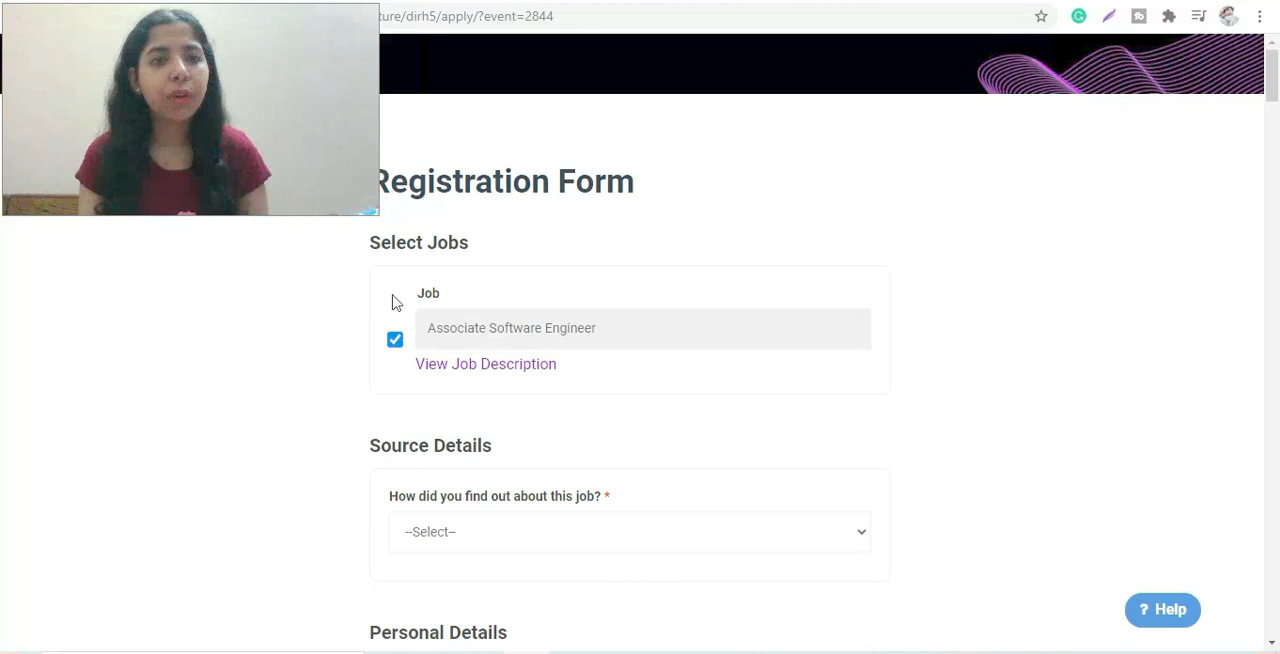 ture/dirh5/apply/?event=2844
Registration Form
Select Jobs
Job
Associate Software Engineer
View Job Description
Source Details
How did you find out about this job? *
--Select--
? Help
Personal Details